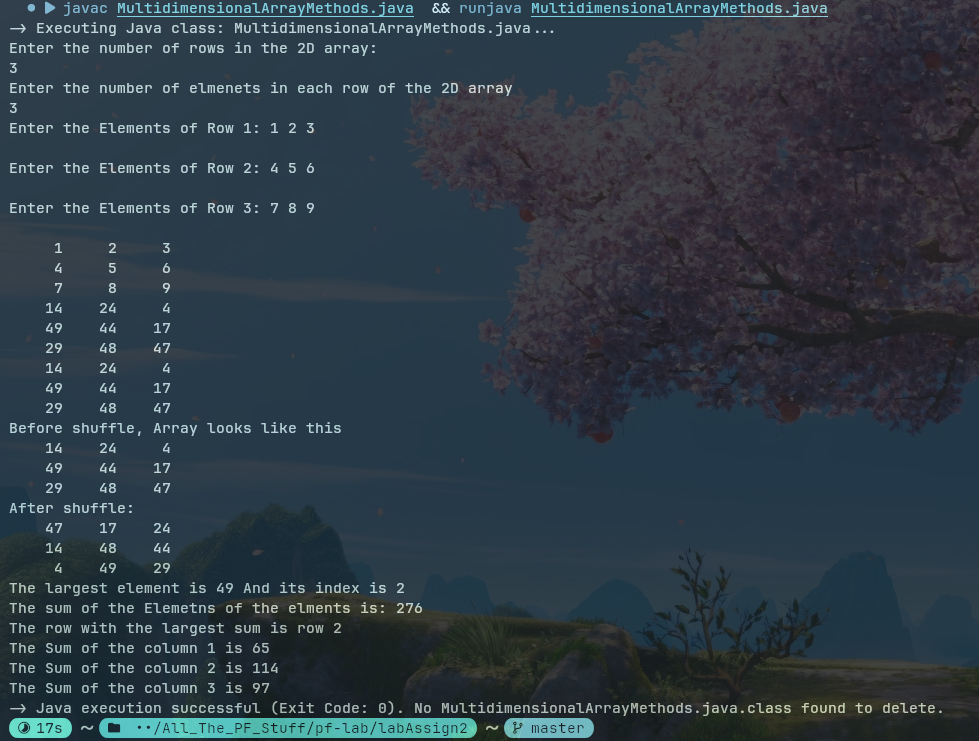 javac MultidimensionalArrayMethods.java && runjava MultidimensionalArrayMethods.java
—> Executing Java class: MultidimensionalArrayMethods.java...
Enter the number of rows in the 2D array:
3
Enter the number of elmenets in each row of the 2D array
3
Enter the Elements of Row 1: 1 2 3
Enter the Elements of Row 2: 4 5 6
Enter the Elements of Row 3: 7 8 9
1 2 3
4 5 6
7 8 9
14 24 4
49 44 17
29 48 47
14 24 4
49 44 17
29 48 47
Before shuffle, Array looks like this
14 24 4
49 44 17
29 48 47
After shuffle:
47 17 24
14 48 44
4 49 29
The largest element is 49 And its index is 2
The sum of the Elemetns of the elments is: 276
The row with the largest sum is row 2
The Sum of the column 1 is 65
The Sum of the column 2 is 114
The Sum of the column 3 is 97
—> Java execution successful (Exit Code: 0). No MultidimensionalArrayMethods.java.class found to delete.
17s ~ ··/All_The_PF_Stuff/pf-lab/labAssign2 ~ master